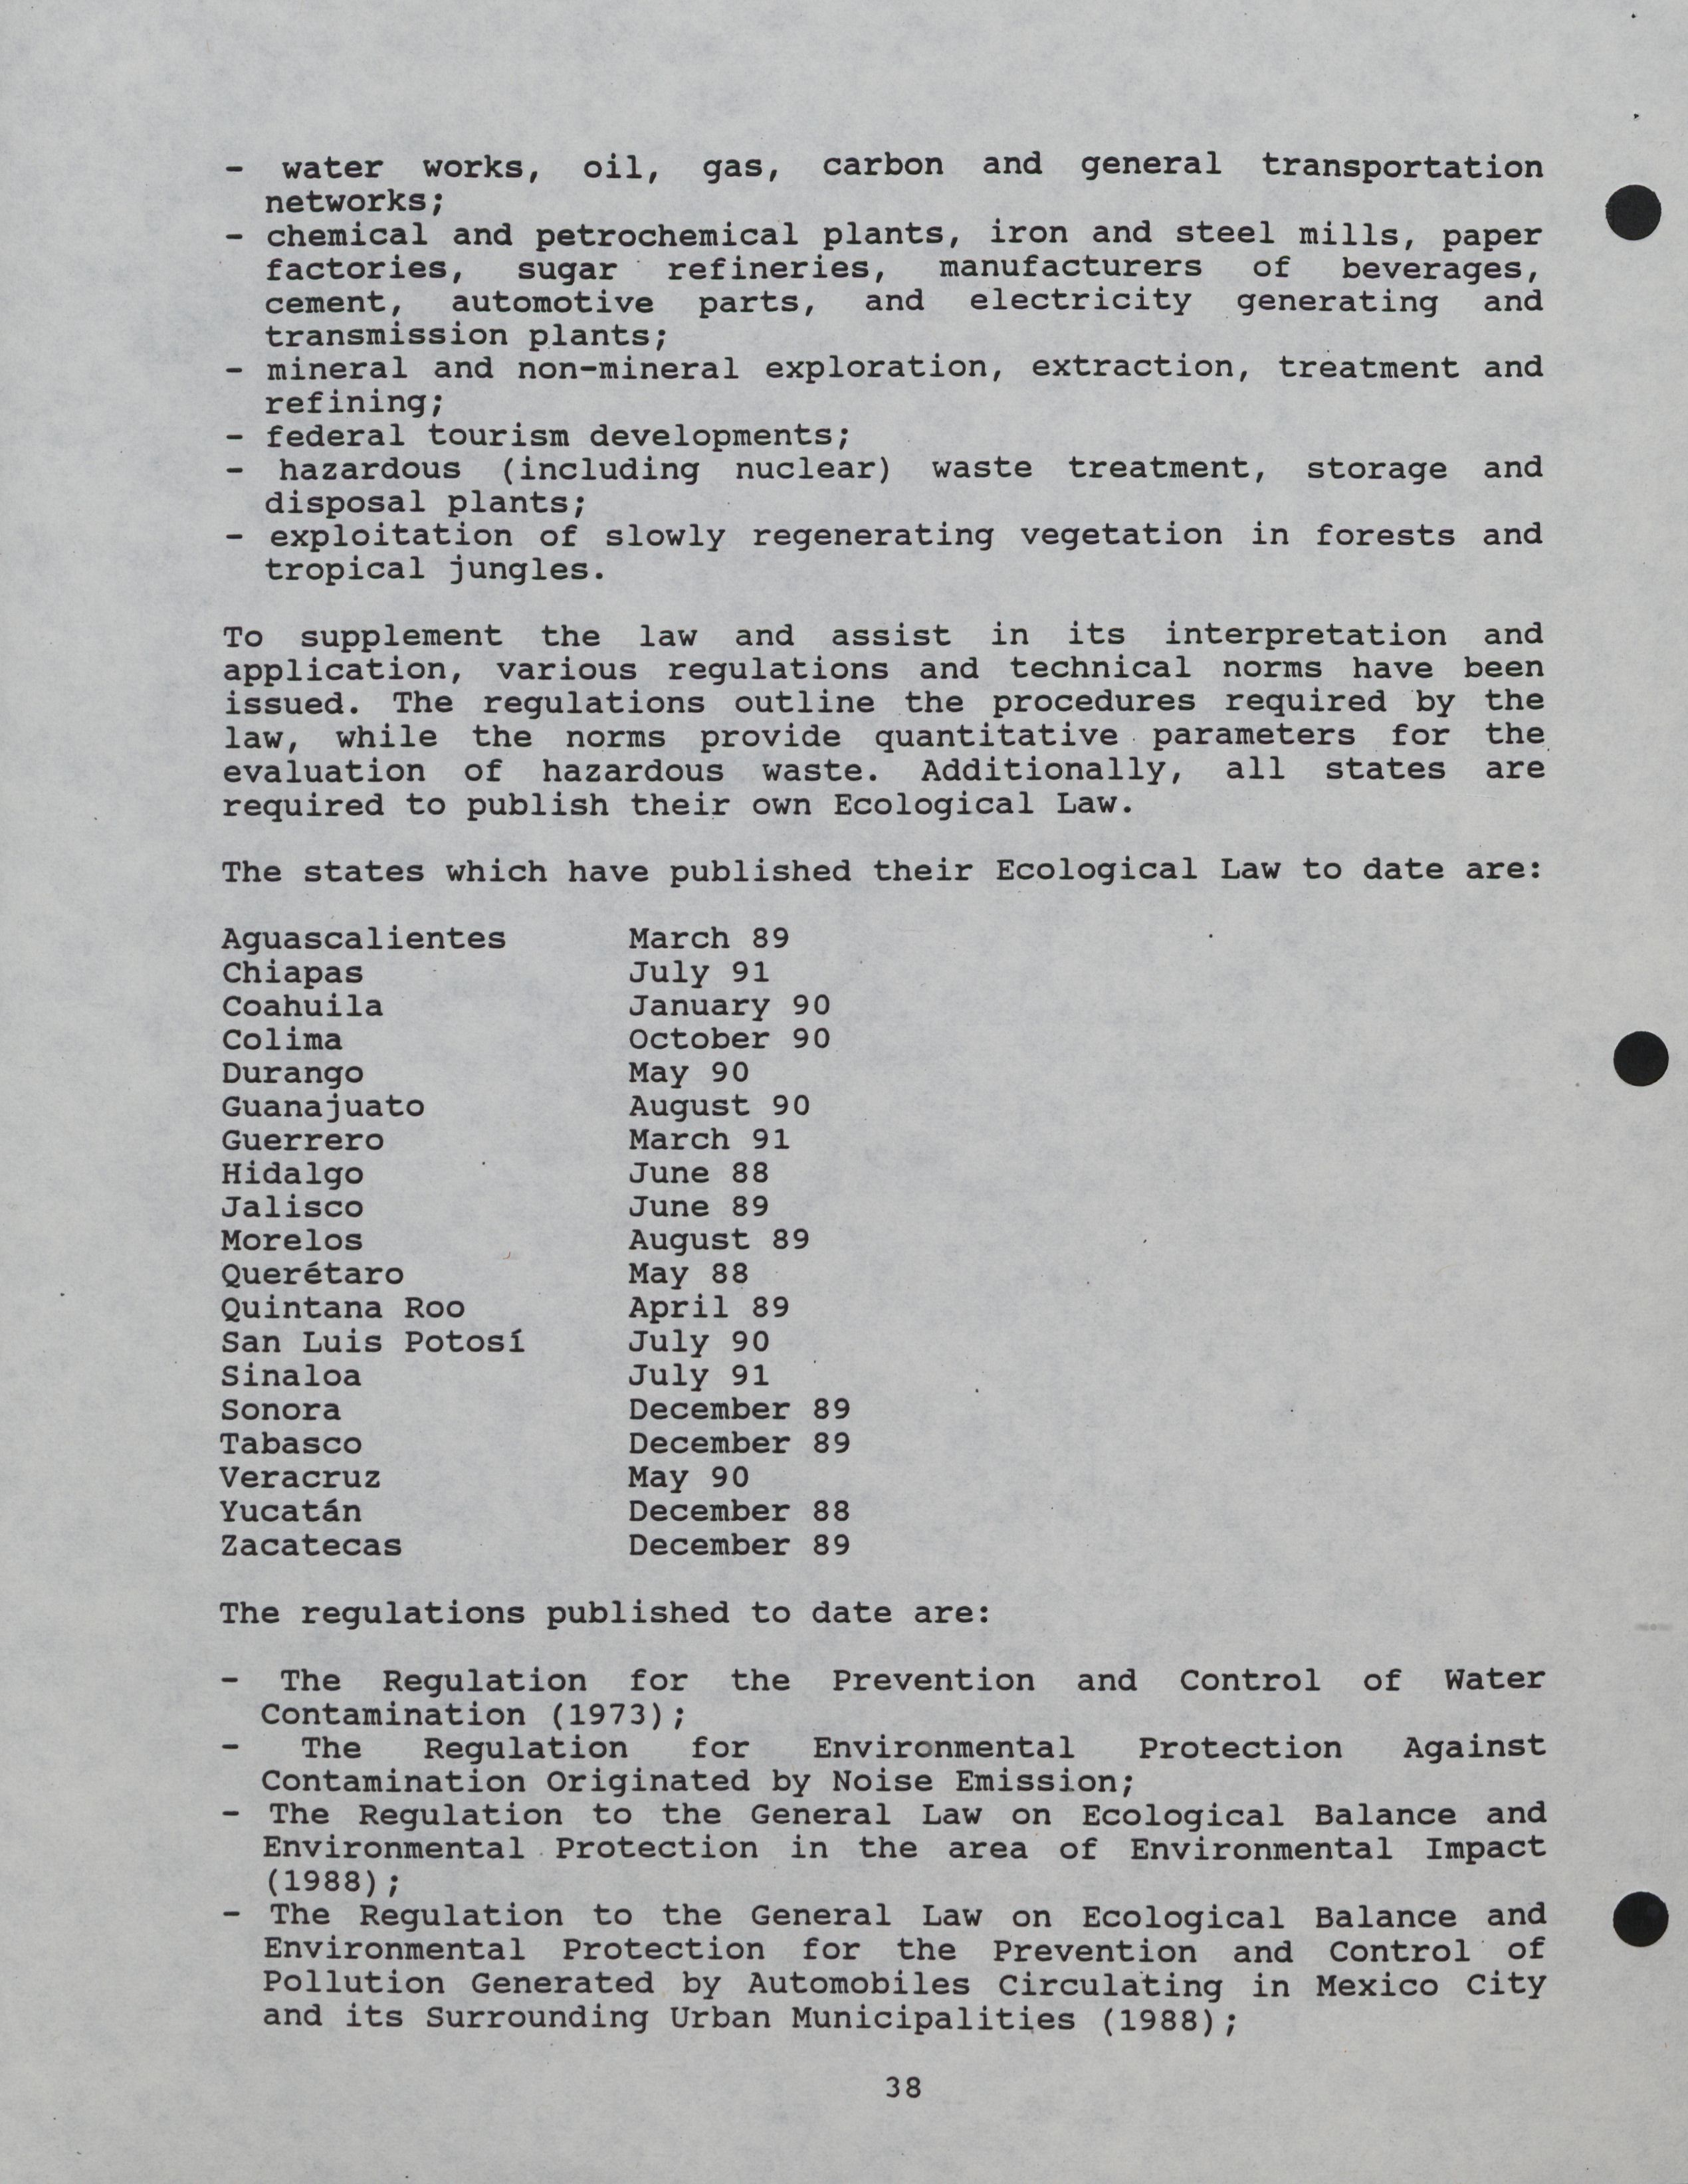 - water works, oil, gas, carbon and general transportation
networks;
- chemical and petrochemical plants, iron and steel mills, paper
factories, sugar refineries, manufacturers of beverages,
cement, automotive parts, and electricity generating and
transmission plants;
- mineral and non-mineral exploration, extraction, treatment and
refining;
- federal tourism developments;
- hazardous (including nuclear) waste treatment, storage and
disposal plants;
- exploitation of slowly regenerating vegetation in forests and
tropical jungles.
To supplement the law and assist in its interpretation and
application, various regulations and technical norms have been
issued. The regulations outline the procedures required by the
law, while the norms provide quantitative parameters for the
evaluation of hazardous waste. Additionally, all states are
required to publish their own Ecological Law.
The states which have published their Ecological Law to date are:
Aguascalientes March 89
Chiapas July 91
Coahuila January 90
Colima October 90
Durango May 90
Guanajuato August 90
Guerrero March 91
Hidalgo June 88
Jalisco June 89
Morelos August 89
Querétaro May 88
Quintana Roo April 89
San Luis Potosí July 90
Sinaloa July 91
Sonora December 89
Tabasco December 89
Veracruz May 90
Yucatán December 88
Zacatecas December 89
The regulations published to date are:
- The Regulation for the Prevention and Control of Water
Contamination (1973);
- The Regulation for Environmental Protection Against
Contamination Originated by Noise Emission;
- The Regulation to the General Law on Ecological Balance and
Environmental Protection in the area of Environmental Impact
(1988);
- The Regulation to the General Law on Ecological Balance and
Environmental Protection for the Prevention and Control of
Pollution Generated by Automobiles Circulating in Mexico City
and its Surrounding Urban Municipalities (1988);
38